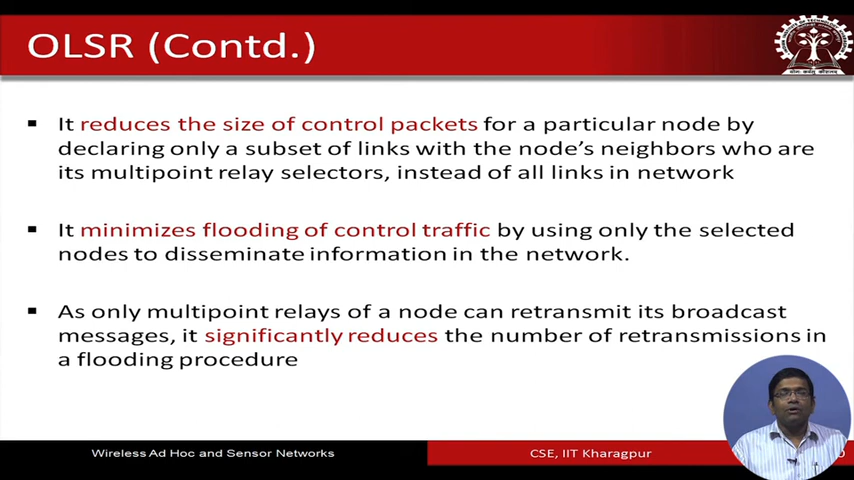 OLSR (Contd.)
It reduces the size of control packets for a particular node by
declaring only a subset of links with the node's neighbors who are
its multipoint relay selectors, instead of all links in network
It minimizes flooding of control traffic by using only the selected
nodes to disseminate information in the network.
As only multipoint relays of a node can retransmit its broadcast
messages, it significantly reduces the number of retransmissions in
a flooding procedure
Wireless Ad Hoc and Sensor Networks
CSE, IIT Kharagpur